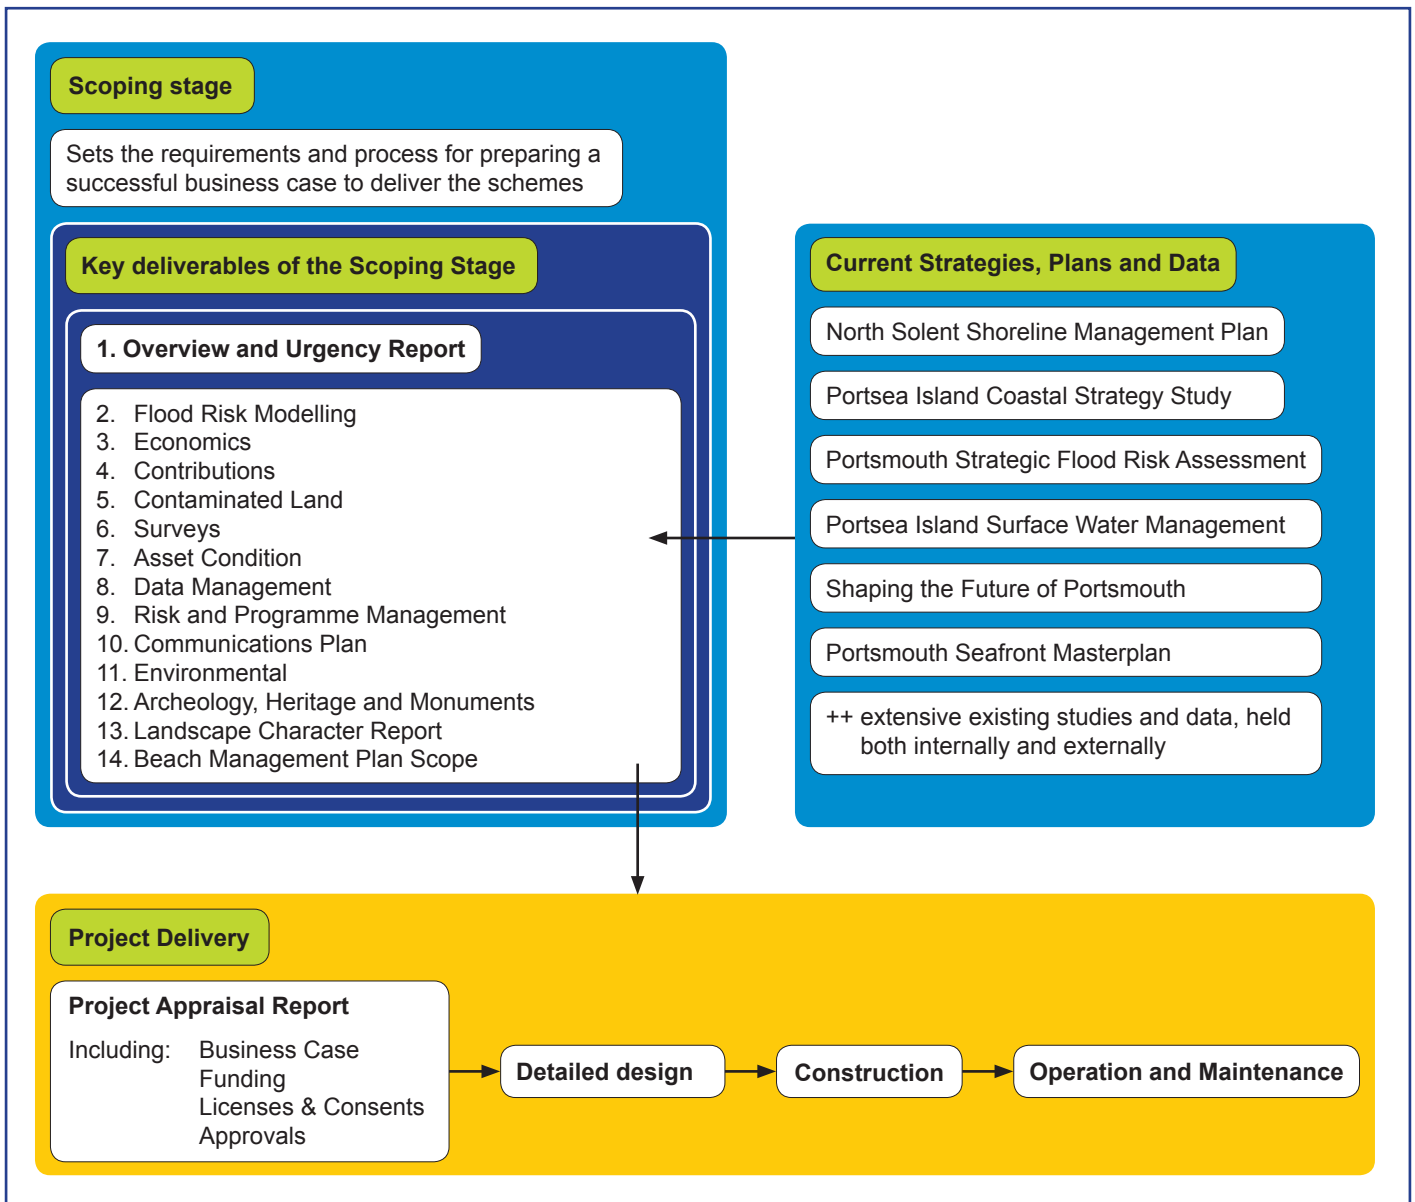 Scoping stage
Sets the requirements and process for preparing a
successful business case to deliver the schemes
Key deliverables of the Scoping Stage
1. Overview and Urgency Report
2. Flood Risk Modelling
3. Economics
4. Contributions
5. Contaminated Land
6. Surveys
7. Asset Condition
8. Data Management
9. Risk and Programme Management
10. Communications Plan
11. Environmental
12. Archeology, Heritage and Monuments
13. Landscape Character Report
14. Beach Management Plan Scope
Current Strategies, Plans and Data
North Solent Shoreline Management Plan
Portsea Island Coastal Strategy Study
Portsmouth Strategic Flood Risk Assessment
Portsea Island Surface Water Management
Shaping the Future of Portsmouth
Portsmouth Seafront Masterplan
++ extensive existing studies and data, held
both internally and externally
Project Delivery
Project Appraisal Report
Including: Business Case
Funding
Licenses & Consents
Approvals
Detailed design
Construction
Operation and Maintenance